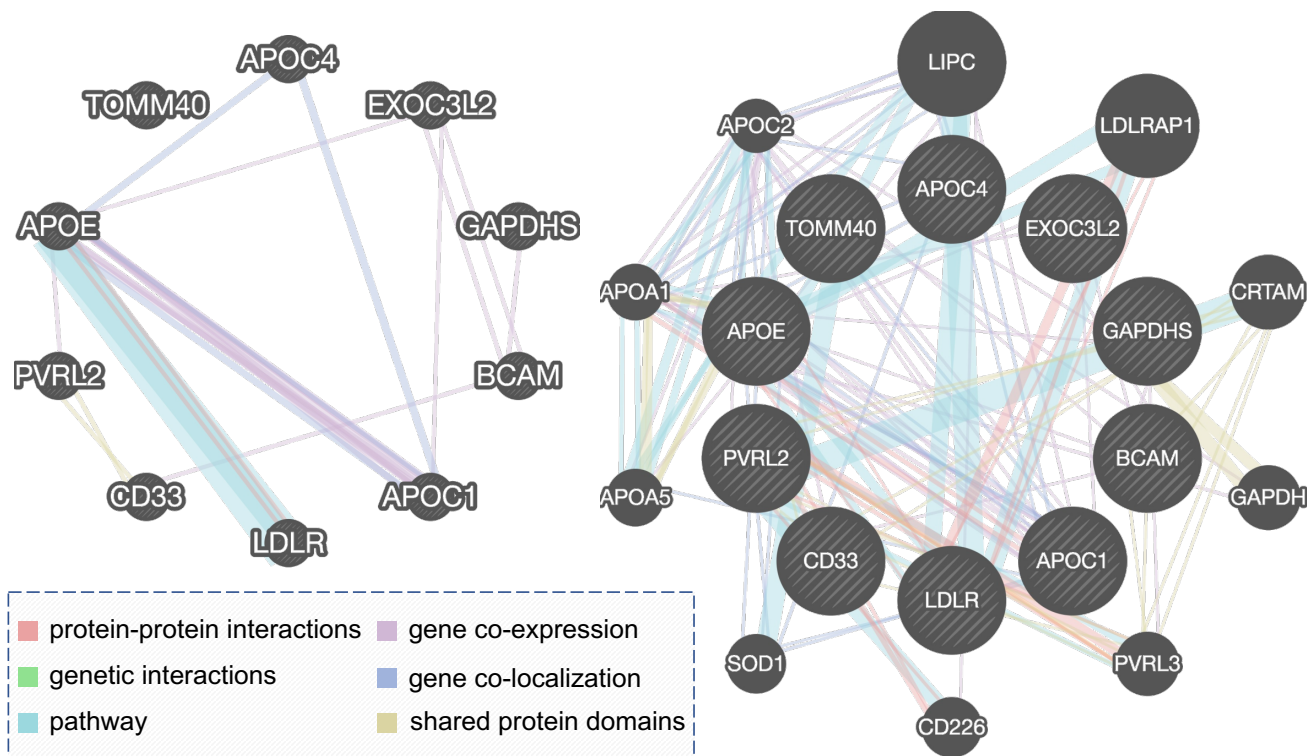 APOC4
TOMM40
EXOC3L2
APOE
GAPDHS
PVRL2
BCAM
CD33
APOC1
LDLR
LIPC
APOC2
LDLRAP1
APOC4
TOMM40
EXOC3L2
APOA1
CRTAM
APOE
GAPDHS
PVRL2
BCAM
APOA5
GAPDH
CD33
APOC1
LDLR
SOD1
PVRL3
CD226
protein-protein interactions
gene co-expression
genetic interactions
gene co-localization
pathway
shared protein domains